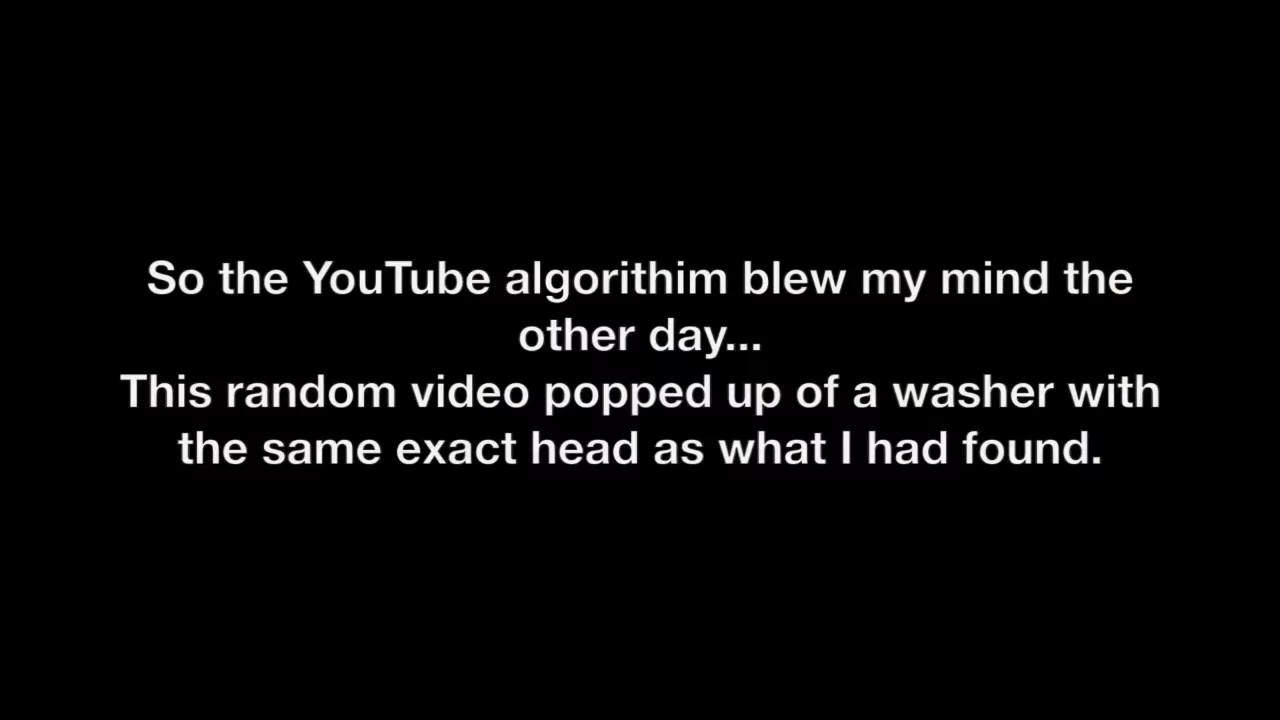 So the YouTube algorithim blew my mind the
other day...
This random video popped up of a washer with
the same exact head as what I had found.